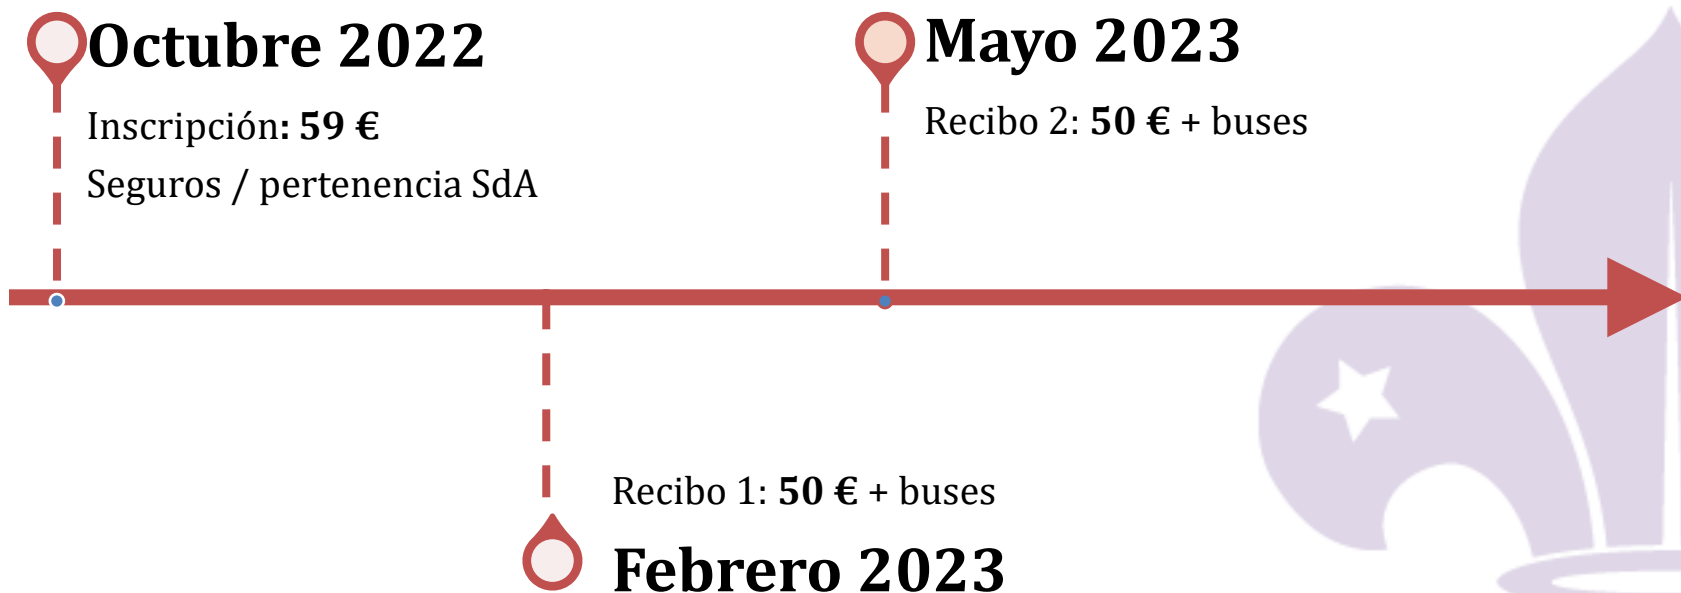 Octubre 2022
Inscripción: 59 €
Seguros / pertenencia SdA
Mayo 2023
Recibo 2: 50 € + buses
Recibo 1: 50 € + buses
Febrero 2023